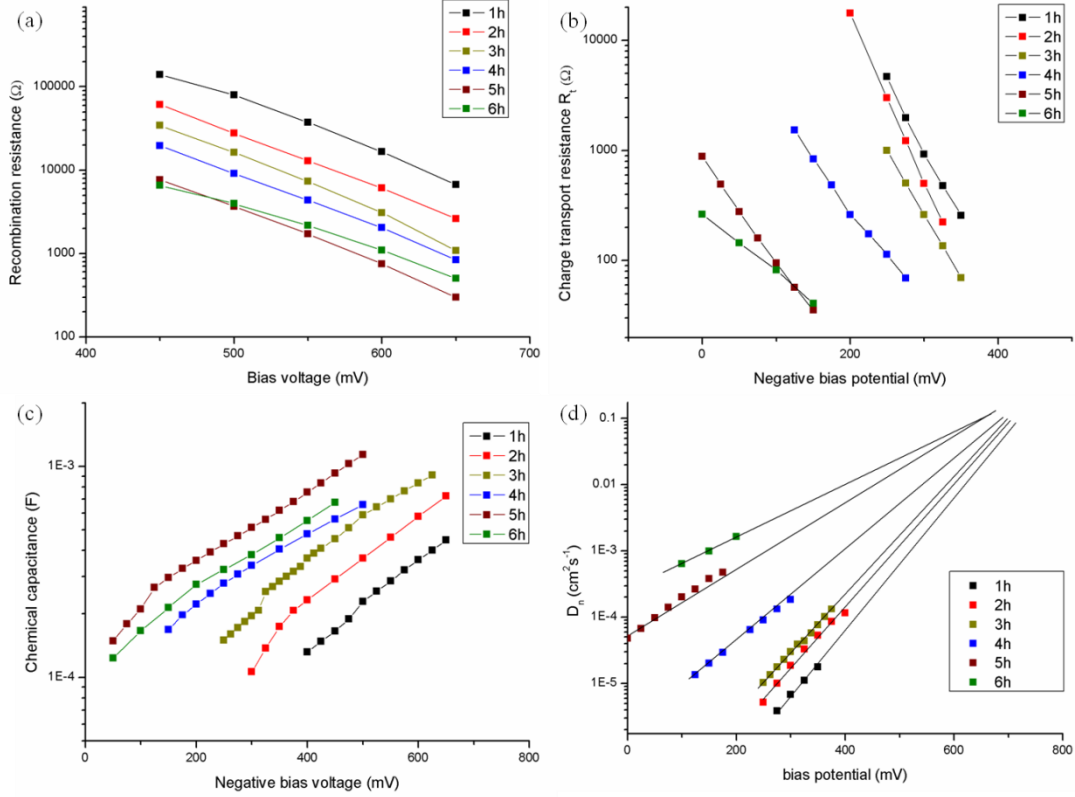 (a)
1h
2h
3h
4h
5h
6h
100000
10000
1000
100
400
500
600
700
Recombination resistance (Ω)
Bias voltage (mV)
(b)
1h
2h
3h
4h
5h
6h
10000
1000
100
0
200
400
Charge transport resistance Rt (Ω)
Negative bias potential (mV)
(c)
1h
2h
3h
4h
5h
6h
1E-3
1E-4
0
100
200
300
400
500
600
700
Chemical capacitance (F)
Negative bias voltage (mV)
(d)
0.1
0.01
1E-3
1E-4
1E-5
0
200
400
600
800
Dn (cm²s⁻¹)
bias potential (mV)
1h
2h
3h
4h
5h
6h